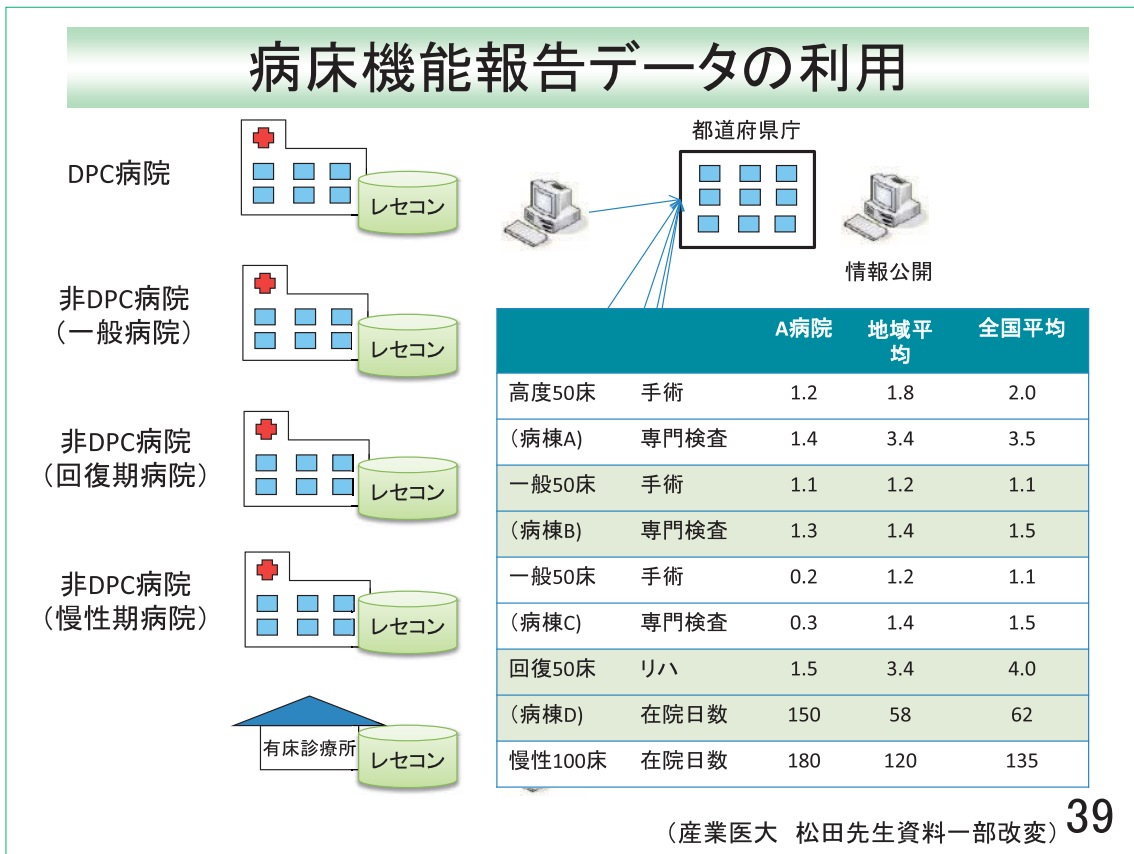 病床機能報告データの利用
DPC病院
レセコン
都道府県庁
情報公開
非DPC病院
（一般病院）
レセコン
非DPC病院
（回復期病院）
レセコン
非DPC病院
（慢性期病院）
レセコン
有床診療所
レセコン
A病院 地域平均 全国平均
高度50床 手術 1.2 1.8 2.0
（病棟A) 専門検査 1.4 3.4 3.5
一般50床 手術 1.1 1.2 1.1
（病棟B) 専門検査 1.3 1.4 1.5
一般50床 手術 0.2 1.2 1.1
（病棟C) 専門検査 0.3 1.4 1.5
回復50床 リハ 1.5 3.4 4.0
（病棟D) 在院日数 150 58 62
慢性100床 在院日数 180 120 135
（産業医大 松田先生資料一部改変）
39